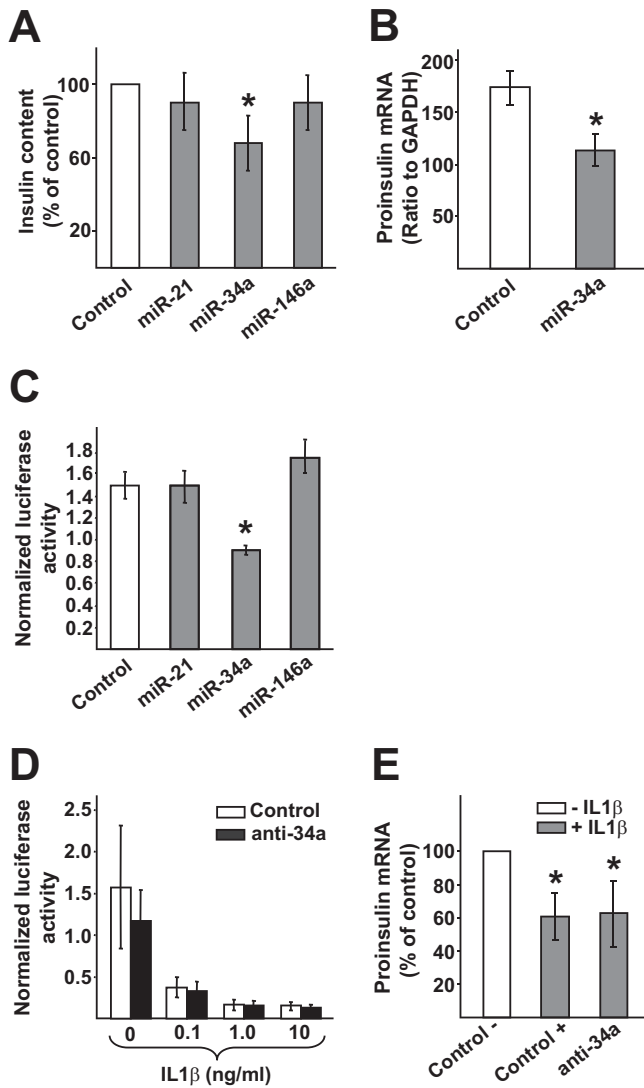 A
Insulin content
(% of control)
100
60
20
*
Control
miR-21
miR-34a
miR-146a
B
Proinsulin mRNA
(Ratio to GAPDH)
200
150
100
50
*
Control
miR-34a
C
Normalized luciferase
activity
1.8
1.6
1.4
1.2
1.0
0.8
0.6
0.4
0.2
*
Control
miR-21
miR-34a
miR-146a
D
Normalized luciferase
activity
2.5
2.0
1.5
1.0
0.5
Control
anti-34a
0
0.1
1.0
10
IL1β (ng/ml)
E
Proinsulin mRNA
(% of control)
100
80
60
40
20
- IL1β
+ IL1β
*
*
Control -
Control +
anti-34a